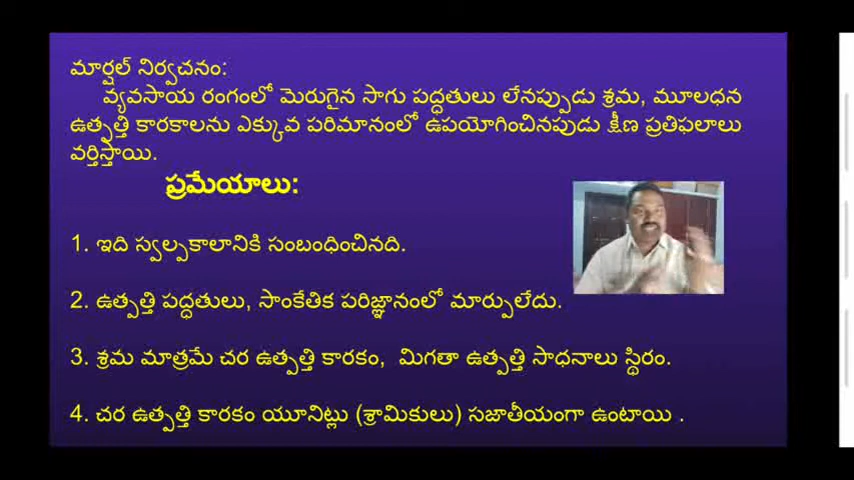 మార్షల్ నిర్వచనం:
వ్యవసాయ రంగంలో మెరుగైన సాగు పద్ధతులు లేనప్పుడు శ్రమ, మూలధన
ఉత్పత్తి కారకాలను ఎక్కువ పరిమానంలో ఉపయోగించినపుడు క్షీణ ప్రతిఫలాలు
వర్తిస్తాయి.
ప్రమేయాలు:
1. ఇది స్వల్పకాలానికి సంబంధించినది.
2. ఉత్పత్తి పద్ధతులు, సాంకేతిక పరిజ్ఞానంలో మార్పులేదు.
3. శ్రమ మాత్రమే చర ఉత్పత్తి కారకం, మిగతా ఉత్పత్తి సాధనాలు స్థిరం.
4. చర ఉత్పత్తి కారకం యూనిట్లు (శ్రామికులు) సజాతీయంగా ఉంటాయి .